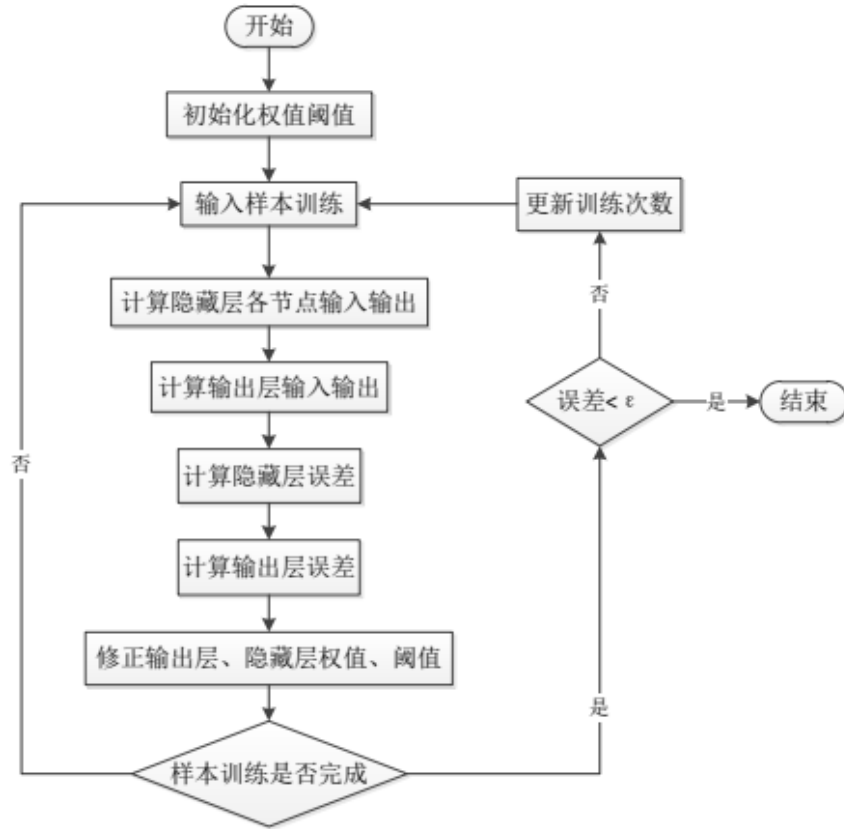 开始
初始化权值阈值
输入样本训练
更新训练次数
计算隐藏层各节点输入输出
否
计算输出层输入输出
误差< ε
是
结束
否
计算隐藏层误差
计算输出层误差
修正输出层、隐藏层权值、阈值
是
样本训练是否完成